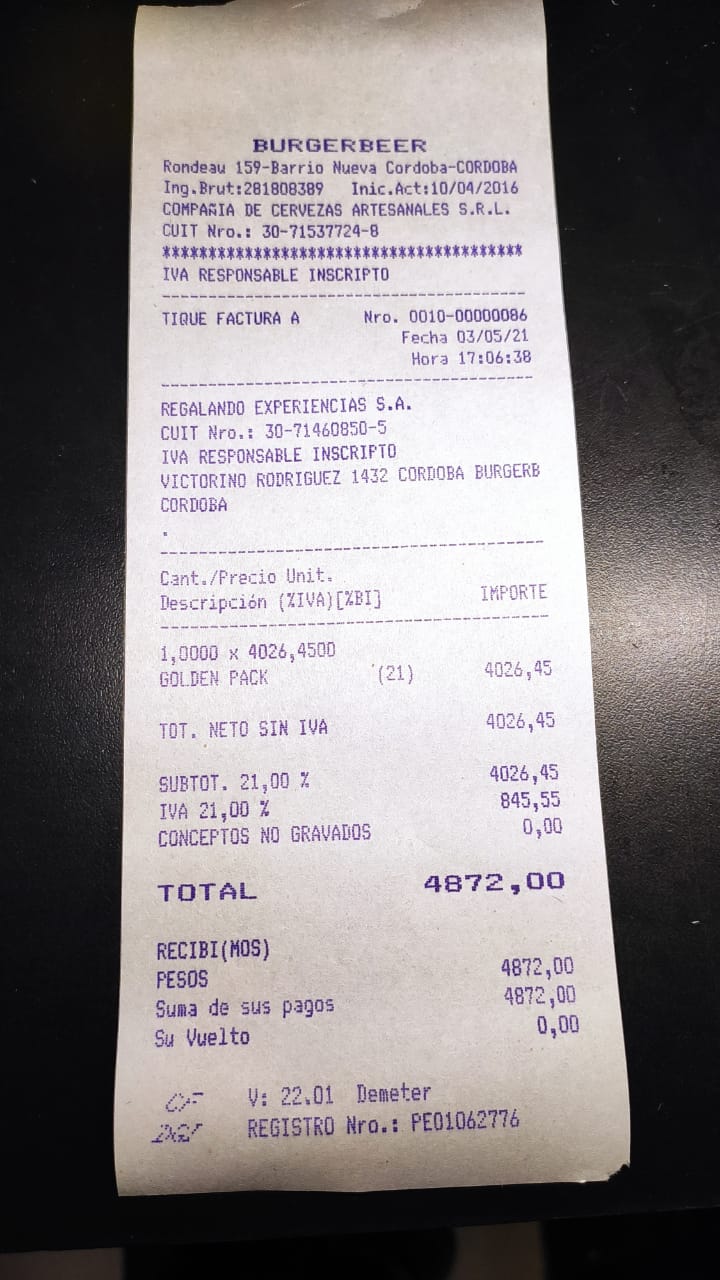 BURGERBEER
Rondeau 159-Barrio Nueva Cordoba-CORDOBA
Ing.Brut:281808389 Inic.Act:10/04/2016
COMPAÑIA DE CERVEZAS ARTESANALES S.R.L.
CUIT Nro.: 30-71537724-8
****************************************
IVA RESPONSABLE INSCRIPTO
----------------------------------------
TIQUE FACTURA A Nro. 0010-00000086
Fecha 03/05/21
Hora 17:06:38
----------------------------------------
REGALANDO EXPERIENCIAS S.A.
CUIT Nro.: 30-71460850-5
IVA RESPONSABLE INSCRIPTO
VICTORINO RODRIGUEZ 1432 CORDOBA BURGERB
CORDOBA
.
----------------------------------------
Cant./Precio Unit.
Descripción (%IVA)[%BI] IMPORTE
----------------------------------------
1,0000 x 4026,4500
GOLDEN PACK (21) 4026,45
TOT. NETO SIN IVA 4026,45
SUBTOT. 21,00 % 4026,45
IVA 21,00 % 845,55
CONCEPTOS NO GRAVADOS 0,00
TOTAL 4872,00
RECIBI(MOS)
PESOS 4872,00
Suma de sus pagos 4872,00
Su Vuelto 0,00
CF V: 22.01 Demeter
DGI REGISTRO Nro.: PE01062776